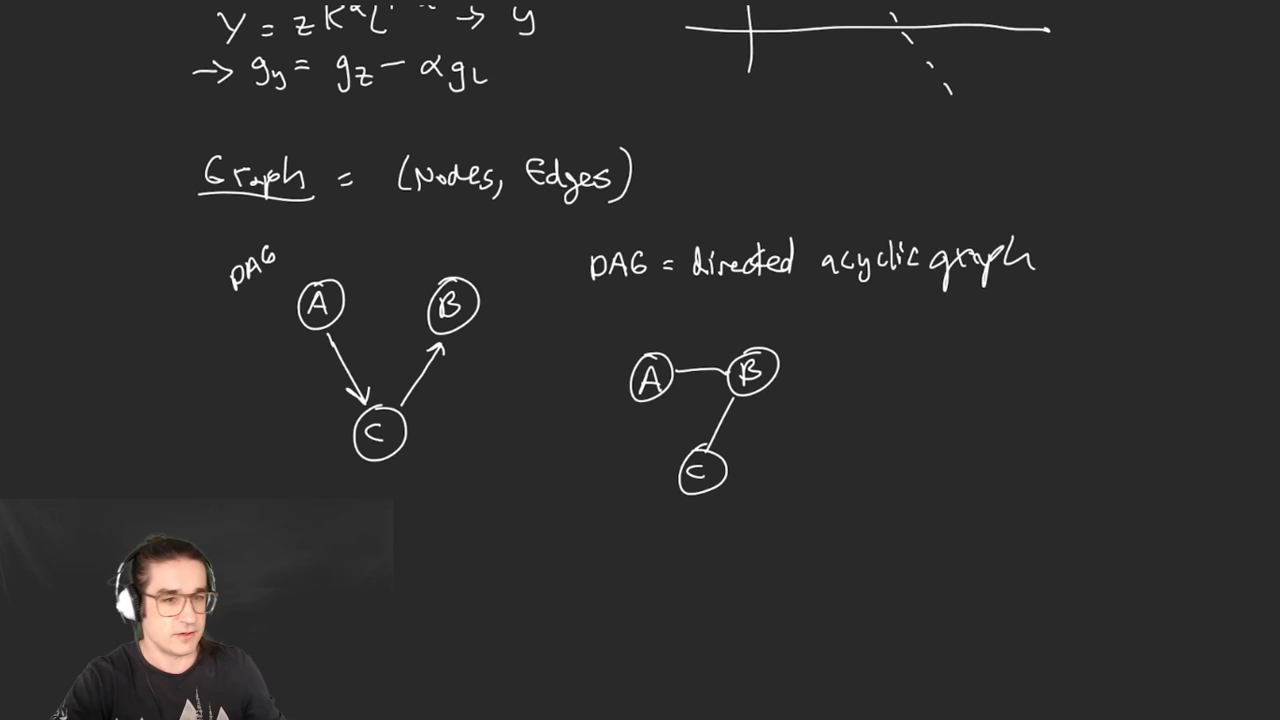 Y = z K^α L → y
→ g_y = g_z − α g_L
Graph = (Nodes, Edges)
DAG
DAG = directed acyclic graph
A B
C
A B
C